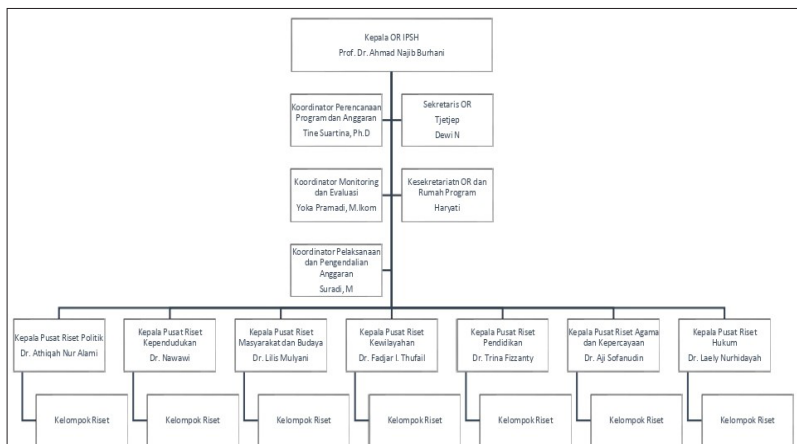 Kepala OR IPSH
Prof. Dr. Ahmad Najib Burhani
Koordinator Perencanaan
Program dan Anggaran
Tine Suartina, Ph.D
Sekretaris OR
Tjetjep
Dewi N
Koordinator Monitoring
dan Evaluasi
Yoka Pramadi, M.Ikom
Kesekretariatn OR dan
Rumah Program
Haryati
Koordinator Pelaksanaan
dan Pengendalian
Anggaran
Suradi, M
Kepala Pusat Riset Politik
Dr. Athiqah Nur Alami
Kepala Pusat Riset
Kependudukan
Dr. Nawawi
Kepala Pusat Riset
Masyarakat dan Budaya
Dr. Lilis Mulyani
Kepala Pusat Riset
Kewilayahan
Dr. Fadjar I. Thufail
Kepala Pusat Riset
Pendidikan
Dr. Trina Fizzanty
Kepala Pusat Riset Agama
dan Kepercayaan
Dr. Aji Sofanudin
Kepala Pusat Riset
Hukum
Dr. Laely Nurhidayah
Kelompok Riset
Kelompok Riset
Kelompok Riset
Kelompok Riset
Kelompok Riset
Kelompok Riset
Kelompok Riset